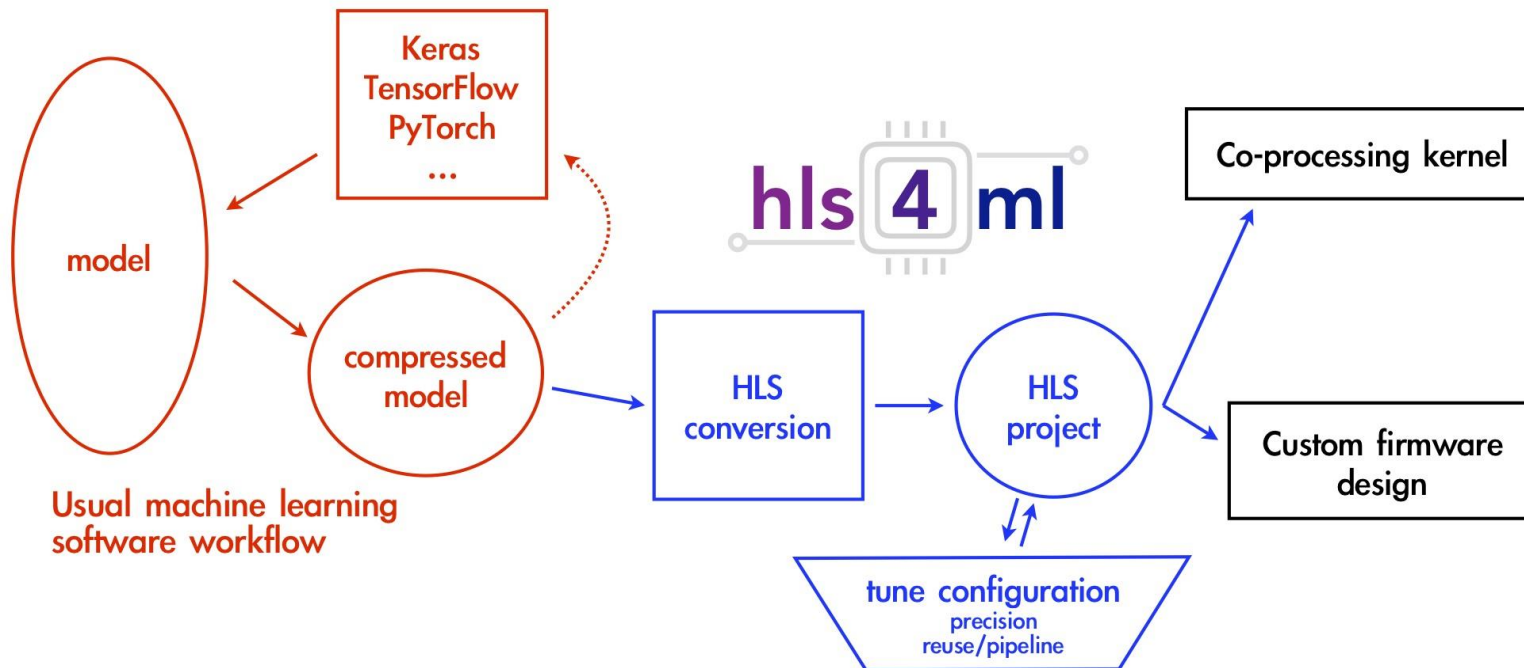 Keras
TensorFlow
PyTorch
...
model
compressed
model
Usual machine learning
software workflow
hls 4 ml
HLS
conversion
HLS
project
tune configuration
precision
reuse/pipeline
Co-processing kernel
Custom firmware
design